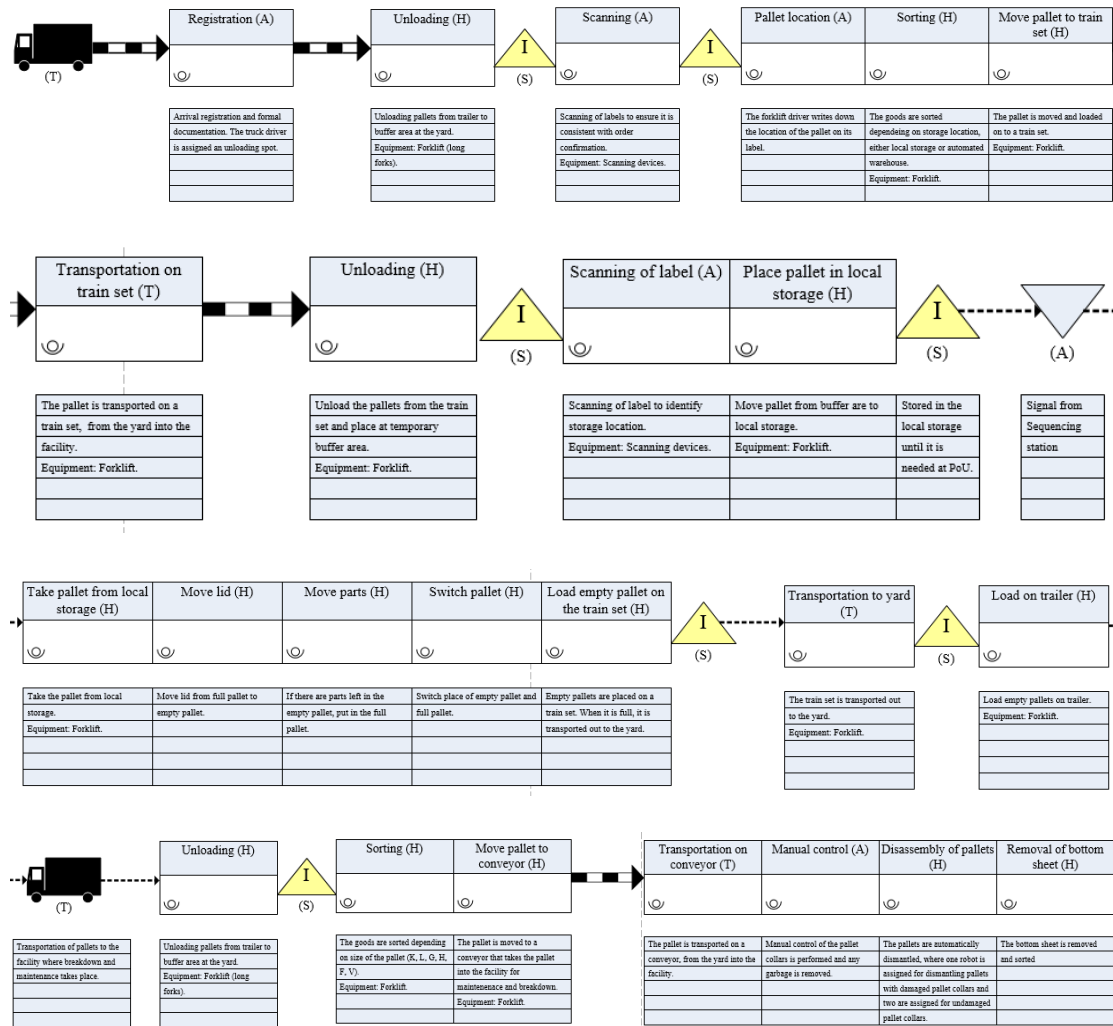 Registration (A)
Unloading (H)
Scanning (A)
Pallet location (A)
Sorting (H)
Move pallet to train
set (H)
I
I
(T)
(S)
(S)
Arrival registration and formal
documentation. The truck driver
is assigned an unloading spot.
Unloading pallets from trailer to
buffer area at the yard.
Equipment: Forklift (long
forks).
Scanning of labels to ensure it is
consistent with order
confirmation.
Equipment: Scanning devices.
The forklift driver writes down
the location of the pallet on its
label.
The goods are sorted
dependeing on storage location,
either local storage or automated
warehouse.
Equipment: Forklift.
The pallet is moved and loaded
on to a train set.
Equipment: Forklift.
Transportation on
train set (T)
Unloading (H)
Scanning of label (A)
Place pallet in local
storage (H)
I
I
(S)
(S)
(A)
The pallet is transported on a
train set, from the yard into the
facility.
Equipment: Forklift.
Unload the pallets from the train
set and place at temporary
buffer area.
Equipment: Forklift.
Scanning of label to identify
storage location.
Equipment: Scanning devices.
Move pallet from buffer are to
local storage.
Equipment: Forklift.
Stored in the
local storage
until it is
needed at PoU.
Signal from
Sequencing
station
Take pallet from local
storage (H)
Move lid (H)
Move parts (H)
Switch pallet (H)
Load empty pallet on
the train set (H)
Transportation to yard
(T)
Load on trailer (H)
I
I
(S)
(S)
Take the pallet from local
storage.
Equipment: Forklift.
Move lid from full pallet to
empty pallet.
If there are parts left in the
empty pallet, put in the full
pallet.
Switch place of empty pallet and
full pallet.
Empty pallets are placed on a
train set. When it is full, it is
transported out to the yard.
The train set is transported out
to the yard.
Equipment: Forklift.
Load empty pallets on trailer.
Equipment: Forklift.
Unloading (H)
Sorting (H)
Move pallet to
conveyor (H)
Transportation on
conveyor (T)
Manual control (A)
Disassembly of pallets
(H)
Removal of bottom
sheet (H)
I
(T)
(S)
Transportation of pallets to the
facility where breakdown and
maintenance takes place.
Unloading pallets from trailer to
buffer area at the yard.
Equipment: Forklift (long
forks).
The goods are sorted depending
on size of the pallet (K, L, G, H,
F, V).
Equipment: Forklift.
The pallet is moved to a
conveyor that takes the pallet
into the facility for
maintenenace and breakdown.
Equipment: Forklift.
The pallet is transported on a
conveyor, from the yard into the
facility.
Manual control of the pallet
collars is performed and any
garbage is removed.
The pallets are automatically
dismantled, where one robot is
assigned for dismantling pallets
with damaged pallet collars and
two are assigned for undamaged
pallet collars.
The bottom sheet is removed
and sorted